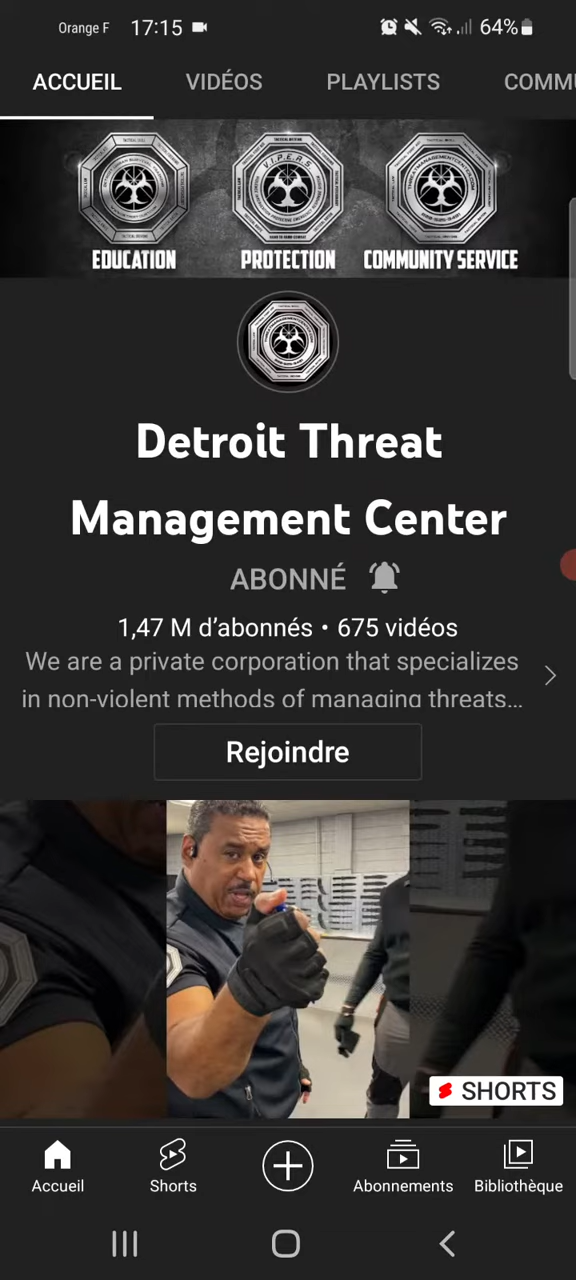 Orange F 17:15 64%
ACCUEIL VIDÉOS PLAYLISTS COMMU
EDUCATION PROTECTION COMMUNITY SERVICE
Detroit Threat
Management Center
ABONNÉ
1,47 M d'abonnés • 675 vidéos
We are a private corporation that specializes
in non-violent methods of managing threats...
Rejoindre
SHORTS
Accueil Shorts Abonnements Bibliothèque